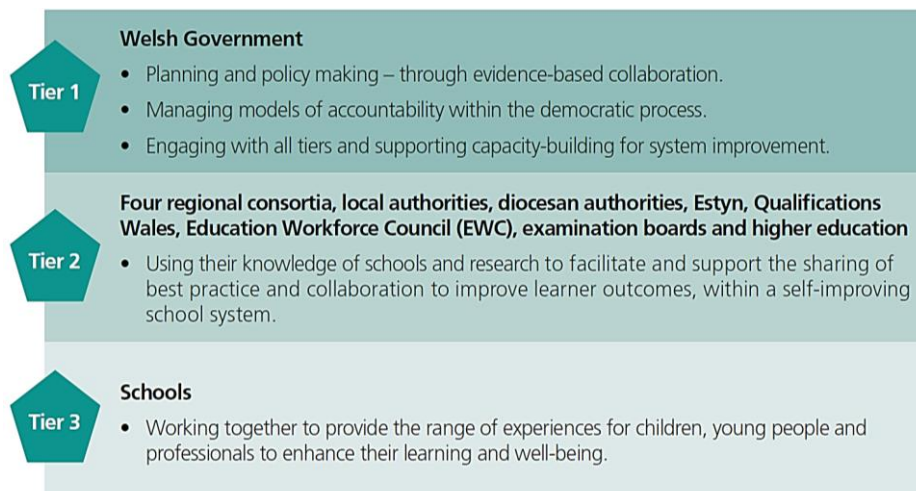 Tier 1
Welsh Government
• Planning and policy making – through evidence-based collaboration.
• Managing models of accountability within the democratic process.
• Engaging with all tiers and supporting capacity-building for system improvement.
Tier 2
Four regional consortia, local authorities, diocesan authorities, Estyn, Qualifications
Wales, Education Workforce Council (EWC), examination boards and higher education
• Using their knowledge of schools and research to facilitate and support the sharing of
best practice and collaboration to improve learner outcomes, within a self-improving
school system.
Tier 3
Schools
• Working together to provide the range of experiences for children, young people and
professionals to enhance their learning and well-being.